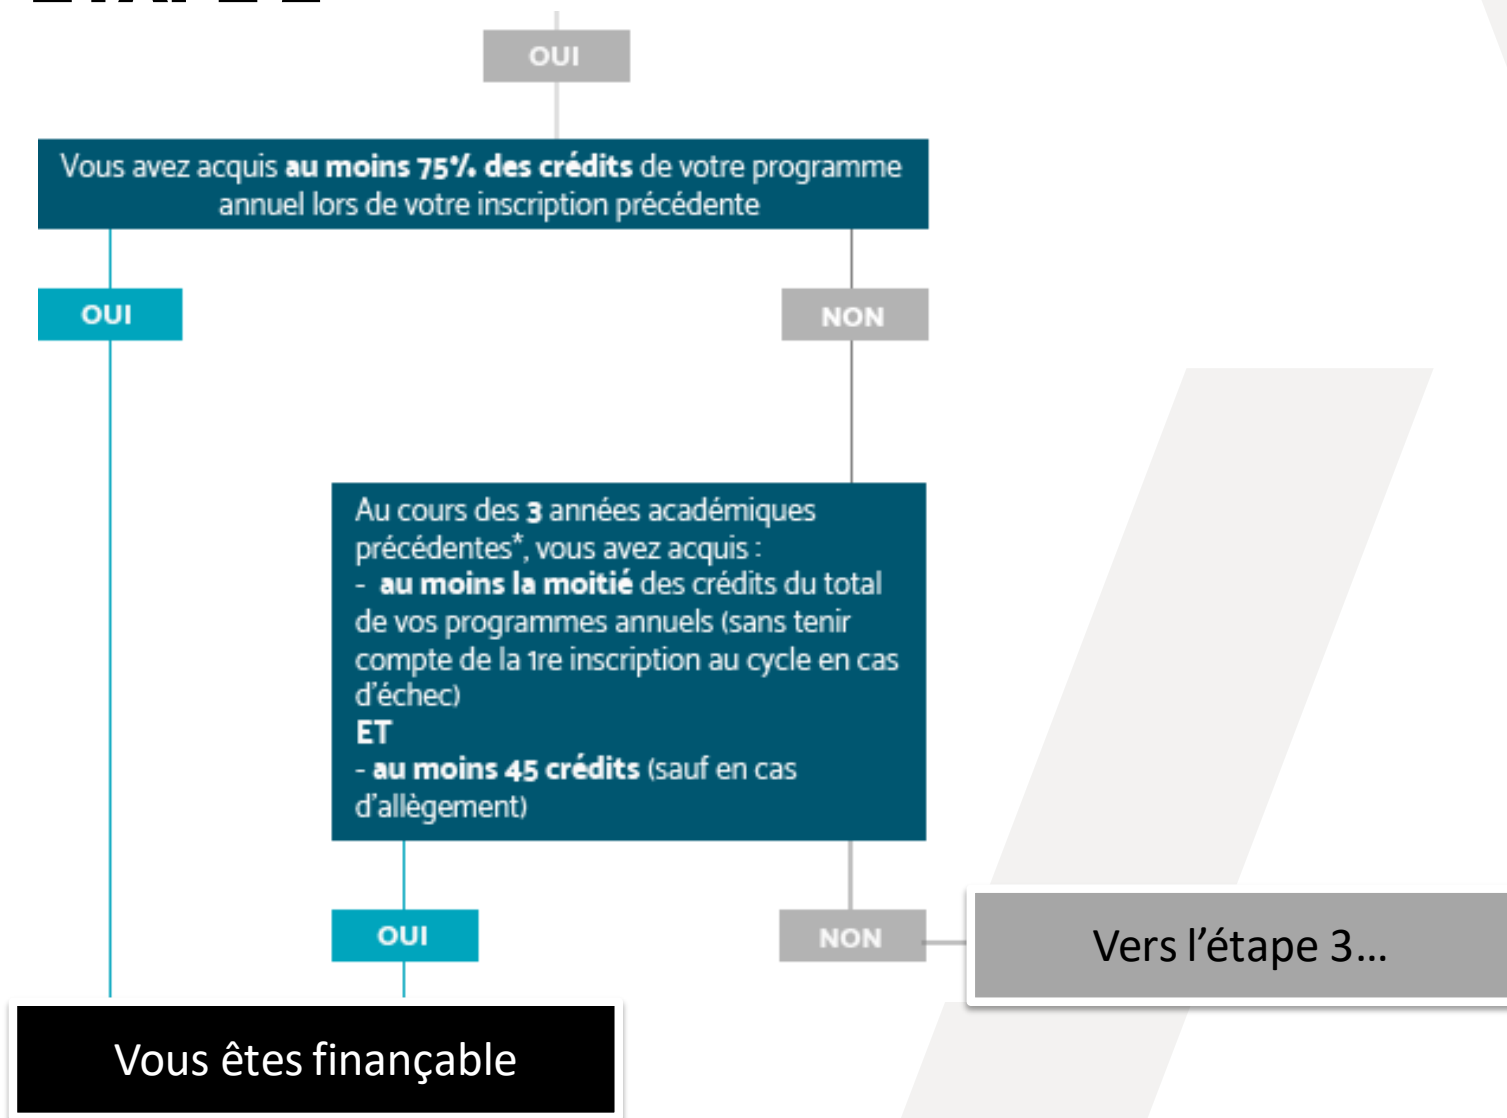 OUI
Vous avez acquis au moins 75% des crédits de votre programme
annuel lors de votre inscription précédente
OUI
NON
Au cours des 3 années académiques
précédentes*, vous avez acquis :
- au moins la moitié des crédits du total
de vos programmes annuels (sans tenir
compte de la 1re inscription au cycle en cas
d'échec)
ET
- au moins 45 crédits (sauf en cas
d'allègement)
OUI
NON
Vers l’étape 3...
Vous êtes finançable